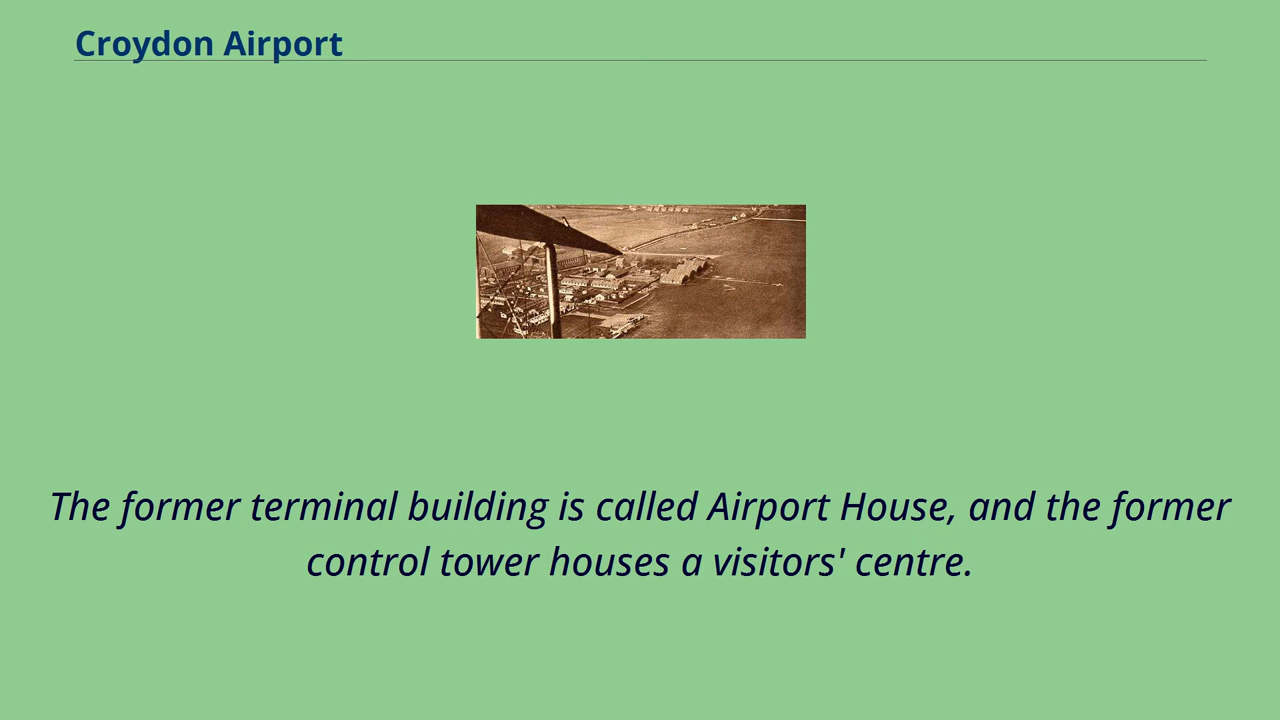 Croydon Airport
The former terminal building is called Airport House, and the former
control tower houses a visitors' centre.